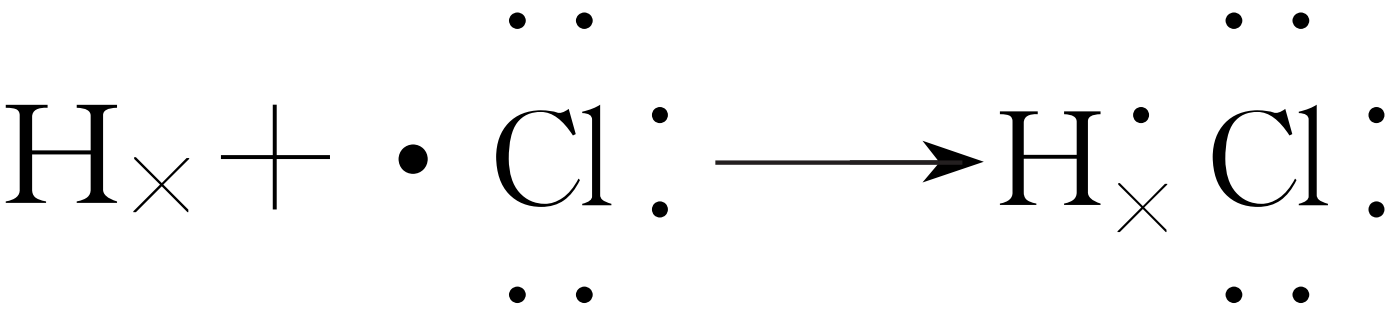 H× + • Cl → H × Cl